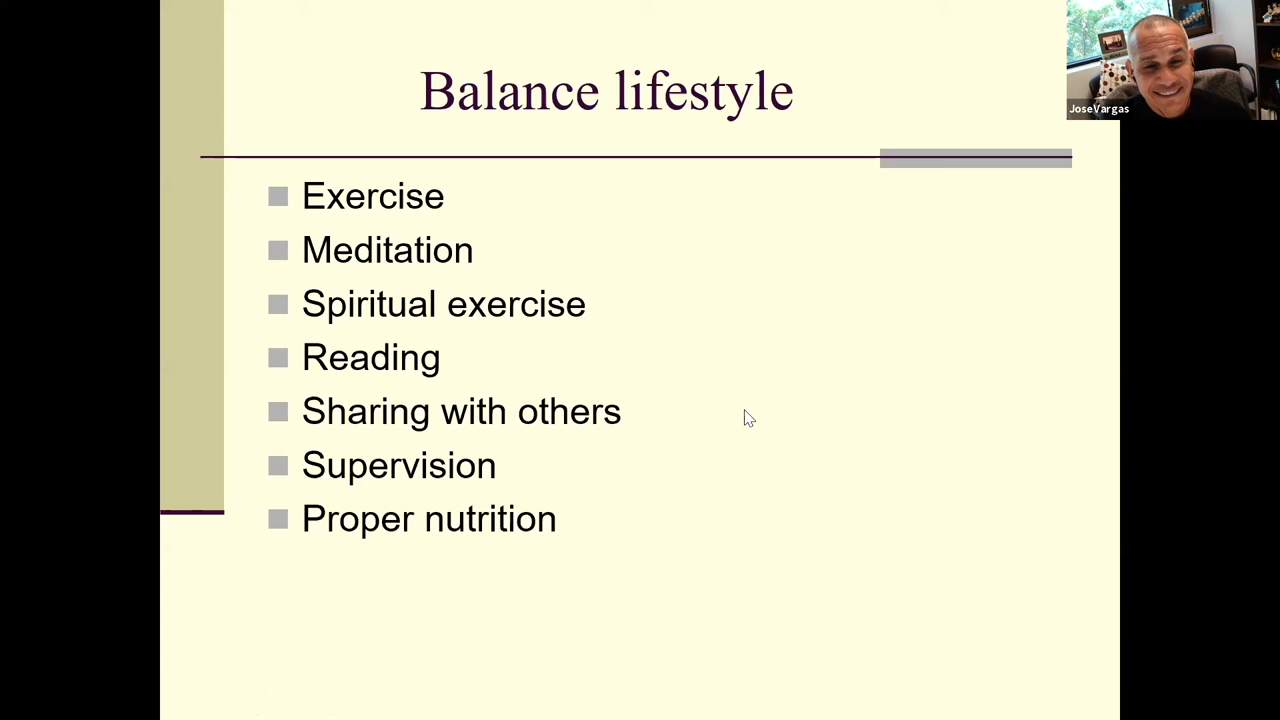 Balance lifestyle
JoseVargas
Exercise
Meditation
Spiritual exercise
Reading
Sharing with others
Supervision
Proper nutrition